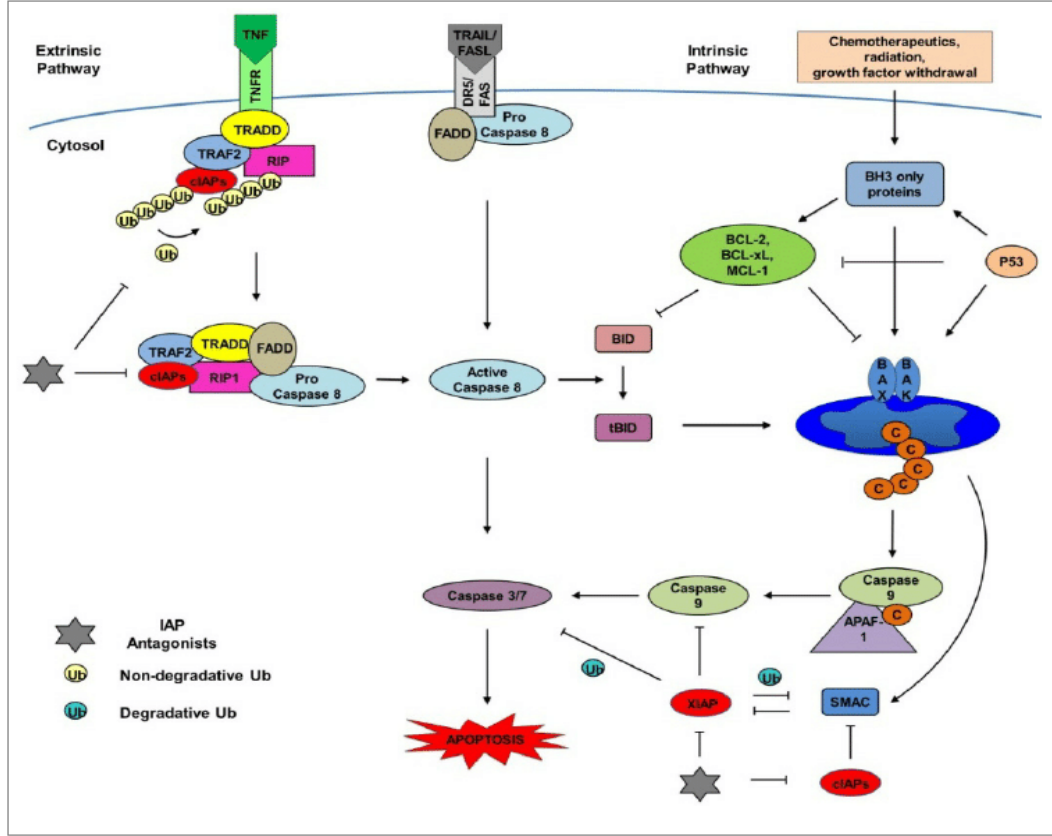 Extrinsic
Pathway
TNF
TNFR
TRAIL/
FASL
DR5/
FAS
Intrinsic
Pathway
Chemotherapeutics,
radiation,
growth factor withdrawal
Cytosol
TRADD
TRAF2
RIP
cIAPs
Ub
Ub
Ub
Ub
Ub
Ub
Ub
Ub
Ub
FADD
Pro
Caspase 8
BH3 only
proteins
BCL-2,
BCL-xL,
MCL-1
P53
TRAF2
TRADD
FADD
cIAPs
RIP1
Pro
Caspase 8
Active
Caspase 8
BID
tBID
BAX
BAK
C
C
C
C
C
Caspase 3/7
Caspase
9
Caspase
9
C
APAF-
1
IAP
Antagonists
Ub
Non-degradative Ub
Ub
Degradative Ub
Ub
Ub
XIAP
SMAC
APOPTOSIS
cIAPs